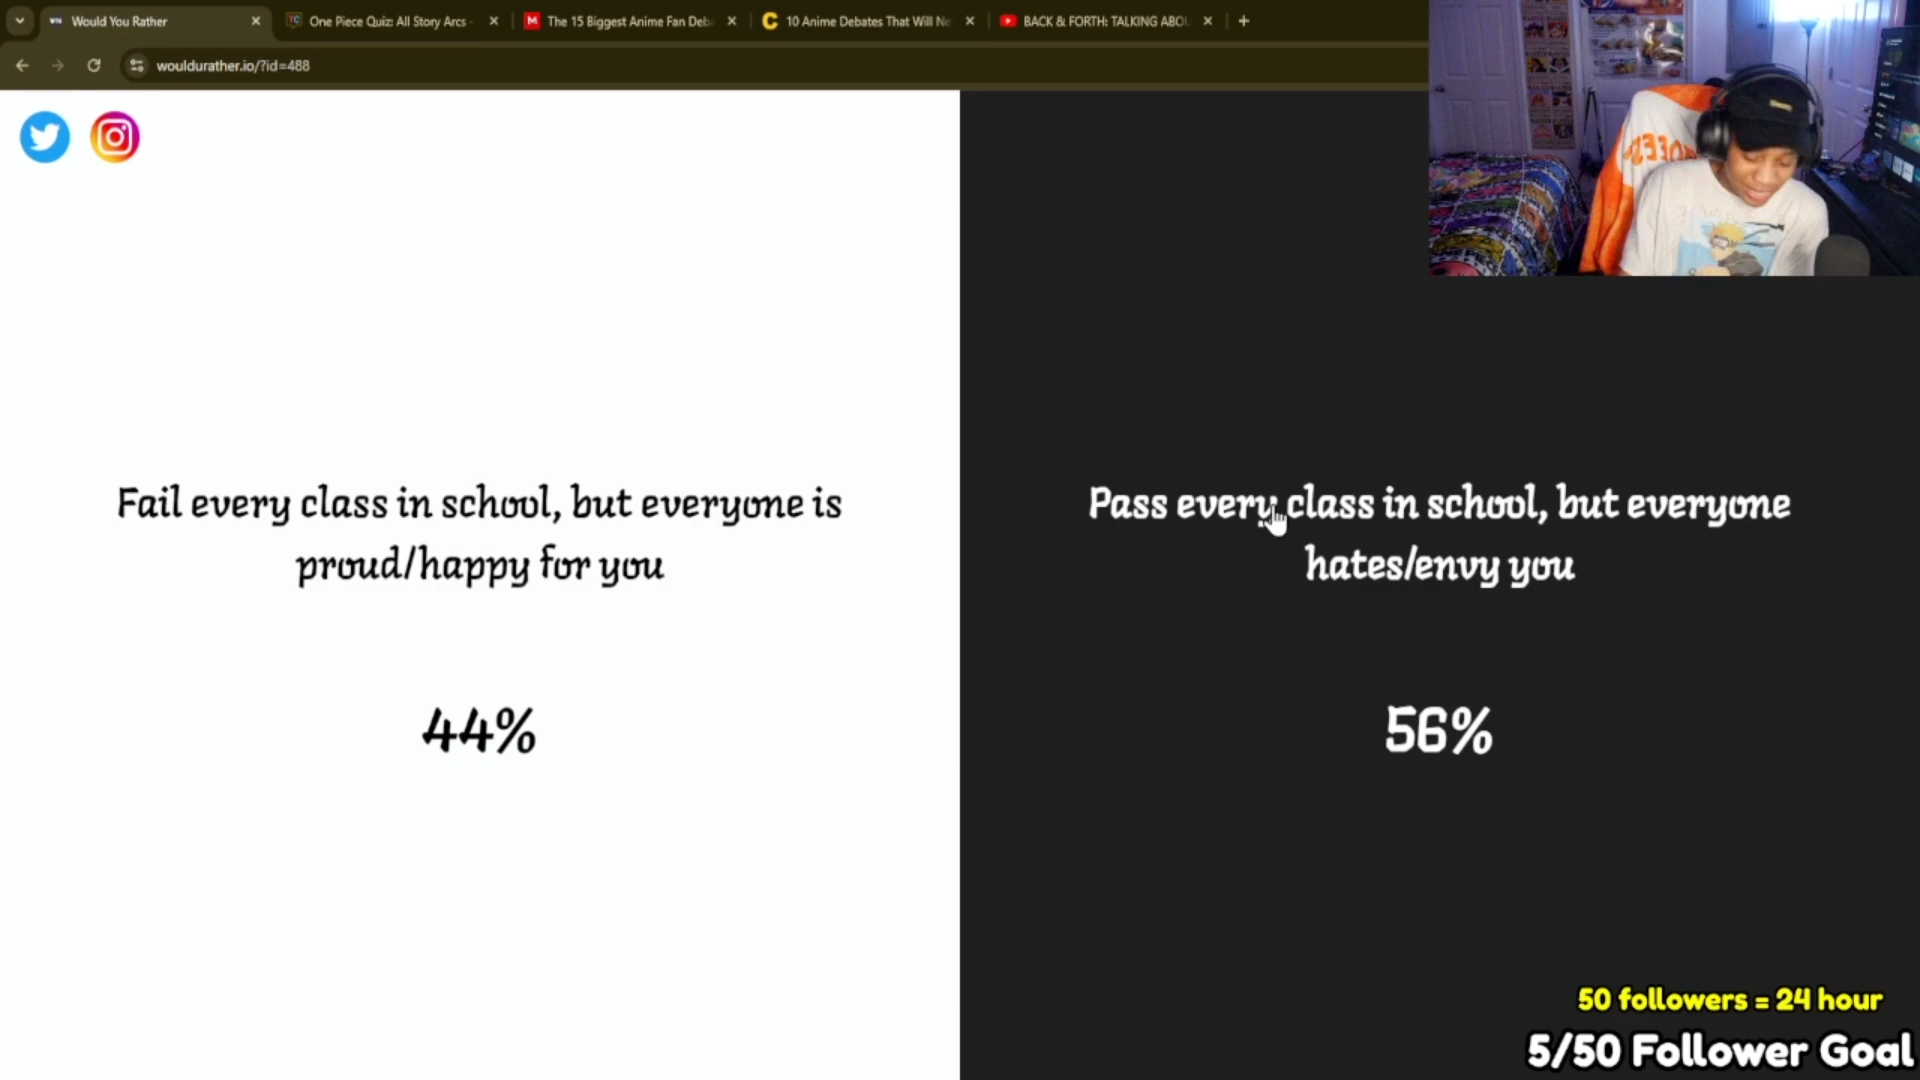 Would You Rather
One Piece Quiz: All Story Arcs
The 15 Biggest Anime Fan Deb
10 Anime Debates That Will Ne
BACK & FORTH: TALKING ABO
wouldurather.io/?id=488
Fail every class in school, but everyone is
proud/happy for you
44%
Pass every class in school, but everyone
hates/envy you
56%
50 followers = 24 hour
5/50 Follower Goal